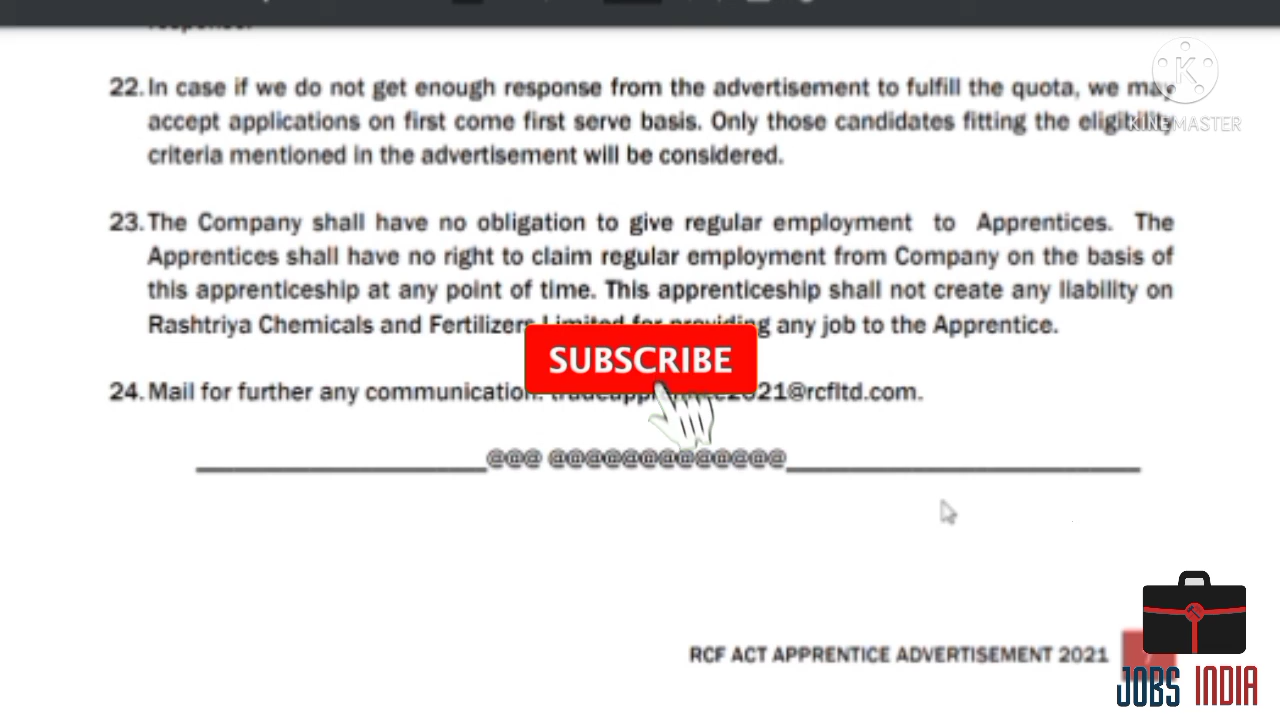 22. In case if we do not get enough response from the advertisement to fulfill the quota, we may
KINEMASTER
accept applications on first come first serve basis. Only those candidates fitting the eligibility
criteria mentioned in the advertisement will be considered.
23. The Company shall have no obligation to give regular employment to Apprentices. The
Apprentices shall have no right to claim regular employment from Company on the basis of
this apprenticeship at any point of time. This apprenticeship shall not create any liability on
Rashtriya Chemicals and Fertilizers Limited for providing any job to the Apprentice.
SUBSCRIBE
24. Mail for further any communication: 2021@rcfltd.com.
@@@ @@@@@@@@@@@@@
RCF ACT APPRENTICE ADVERTISEMENT 2021
JOBS INDIA